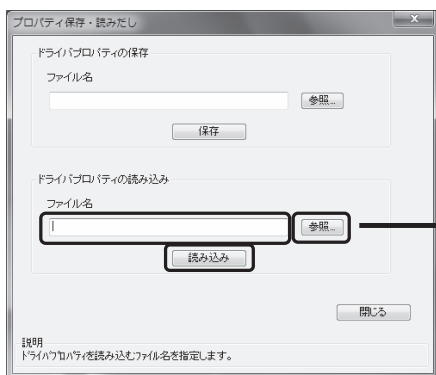 プロパティ保存・読みだし
ドライバプロパティの保存
ファイル名
参照...
保存
ドライバプロパティの読み込み
ファイル名
参照...
読み込み
閉じる
説明
ドライバプロパティを読み込むファイル名を指定します。